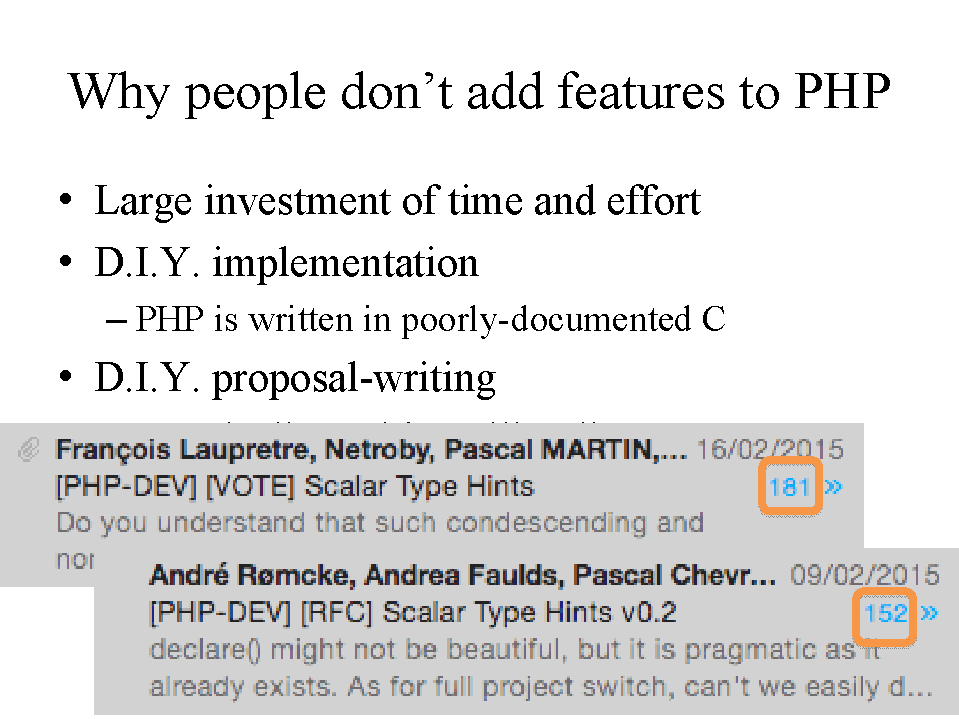 Why people don’t add features to PHP
• Large investment of time and effort
• D.I.Y. implementation
– PHP is written in poorly-documented C
• D.I.Y. proposal-writing
François Laupretre, Netroby, Pascal MARTIN,... 16/02/2015
[PHP-DEV] [VOTE] Scalar Type Hints 181 »
Do you understand that such condescending and
André Rømcke, Andrea Faulds, Pascal Chevr... 09/02/2015
[PHP-DEV] [RFC] Scalar Type Hints v0.2 152 »
declare() might not be beautiful, but it is pragmatic as it
already exists. As for full project switch, can't we easily d...